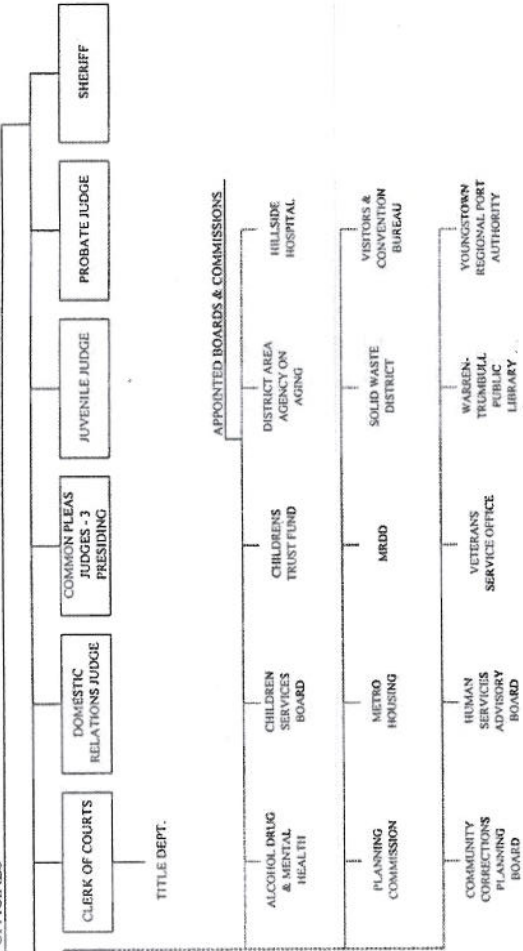 CLERK OF COURTS
DOMESTIC
RELATIONS JUDGE
COMMON PLEAS
JUDGES - 3
PRESIDING
JUVENILE JUDGE
PROBATE JUDGE
SHERIFF
TITLE DEPT.
APPOINTED BOARDS & COMMISSIONS
ALCOHOL DRUG
& MENTAL
HEALTH
CHILDREN
SERVICES
BOARD
CHILDRENS
TRUST FUND
DISTRICT AREA
AGENCY ON
AGING
HILLSIDE
HOSPITAL
PLANNING
COMMISSION
METRO
HOUSING
MRDD
SOLID WASTE
DISTRICT
VISITORS &
CONVENTION
BUREAU
COMMUNITY
CORRECTIONS
PLANNING
BOARD
HUMAN
SERVICES
ADVISORY
BOARD
VETERANS
SERVICE OFFICE
WARREN-
TRUMBULL
PUBLIC
LIBRARY
YOUNGSTOWN
REGIONAL PORT
AUTHORITY